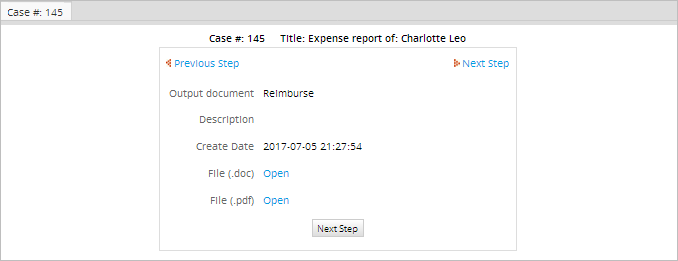 Case #: 145
Case #: 145 Title: Expense report of: Charlotte Leo
Previous Step Next Step
Output document Reimburse
Description
Create Date 2017-07-05 21:27:54
File (.doc) Open
File (.pdf) Open
Next Step